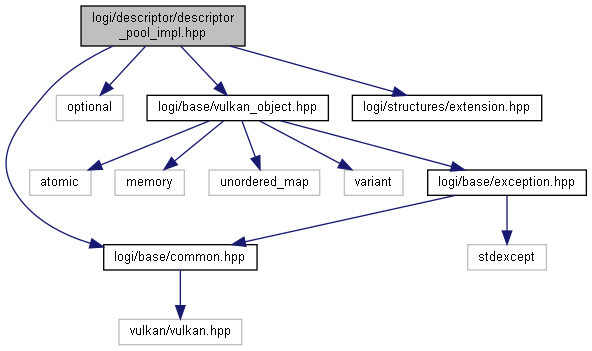 logi/descriptor/descriptor
_pool_impl.hpp
optional
logi/base/vulkan_object.hpp
logi/structures/extension.hpp
atomic
memory
unordered_map
variant
logi/base/exception.hpp
logi/base/common.hpp
stdexcept
vulkan/vulkan.hpp